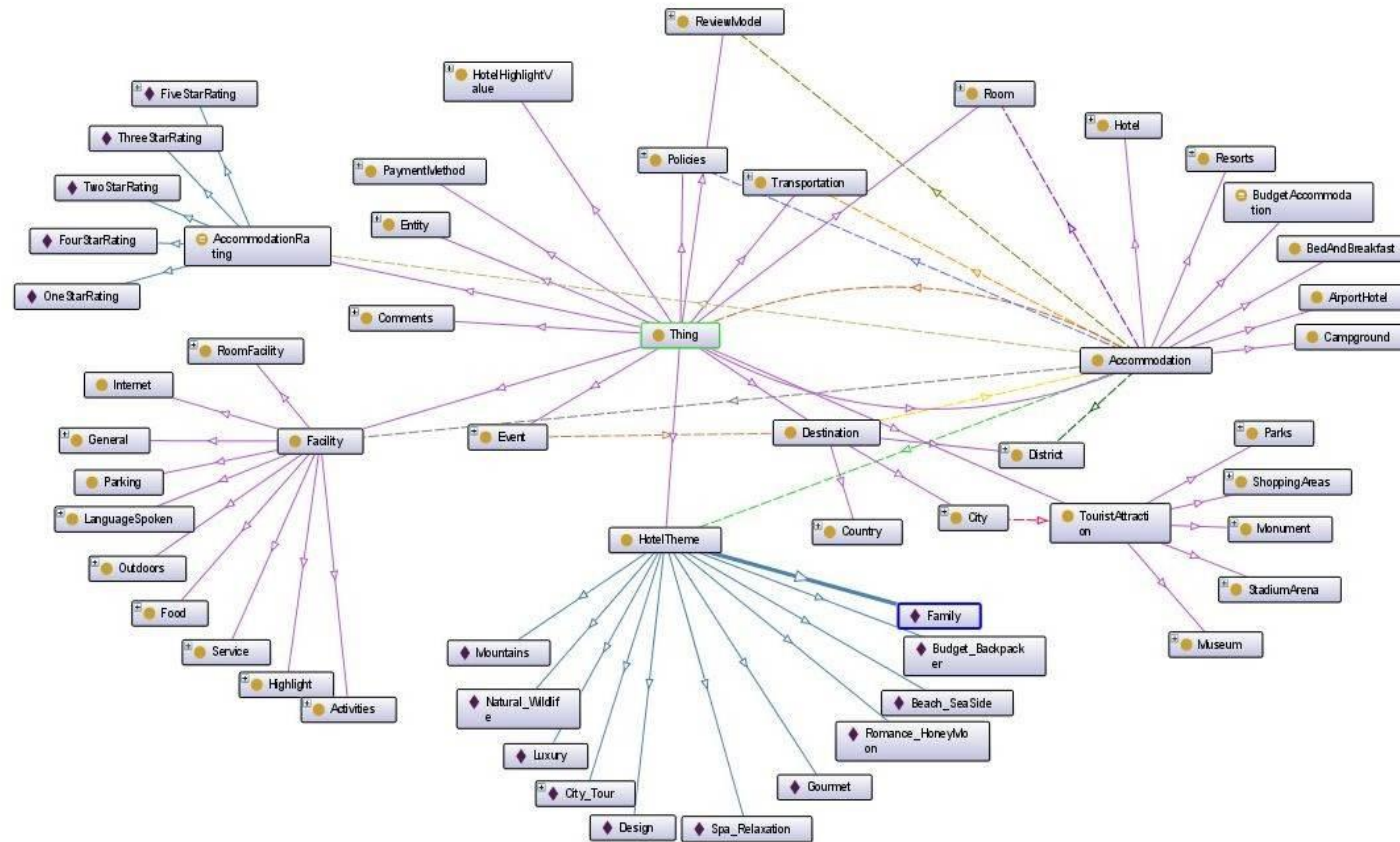 ReviewModel
HotelHighlightV
alue
Room
FiveStarRating
Hotel
ThreeStarRating
Policies
Resorts
PaymentMethod
Transportation
TwoStarRating
BudgetAccommoda
tion
Entity
FourStarRating
AccommodationRa
ting
BedAndBreakfast
OneStarRating
AirportHotel
Comments
Thing
Campground
RoomFacility
Accommodation
Internet
General
Facility
Event
Destination
Parks
District
Parking
ShoppingAreas
LanguageSpoken
City
TouristAttracti
on
Monument
Country
HotelTheme
Outdoors
StadiumArena
Food
Family
Museum
Service
Mountains
Budget_Backpack
er
Highlight
Natural_Wildlif
e
Beach_SeaSide
Activities
Romance_HoneyMo
on
Luxury
City_Tour
Gourmet
Design
Spa_Relaxation